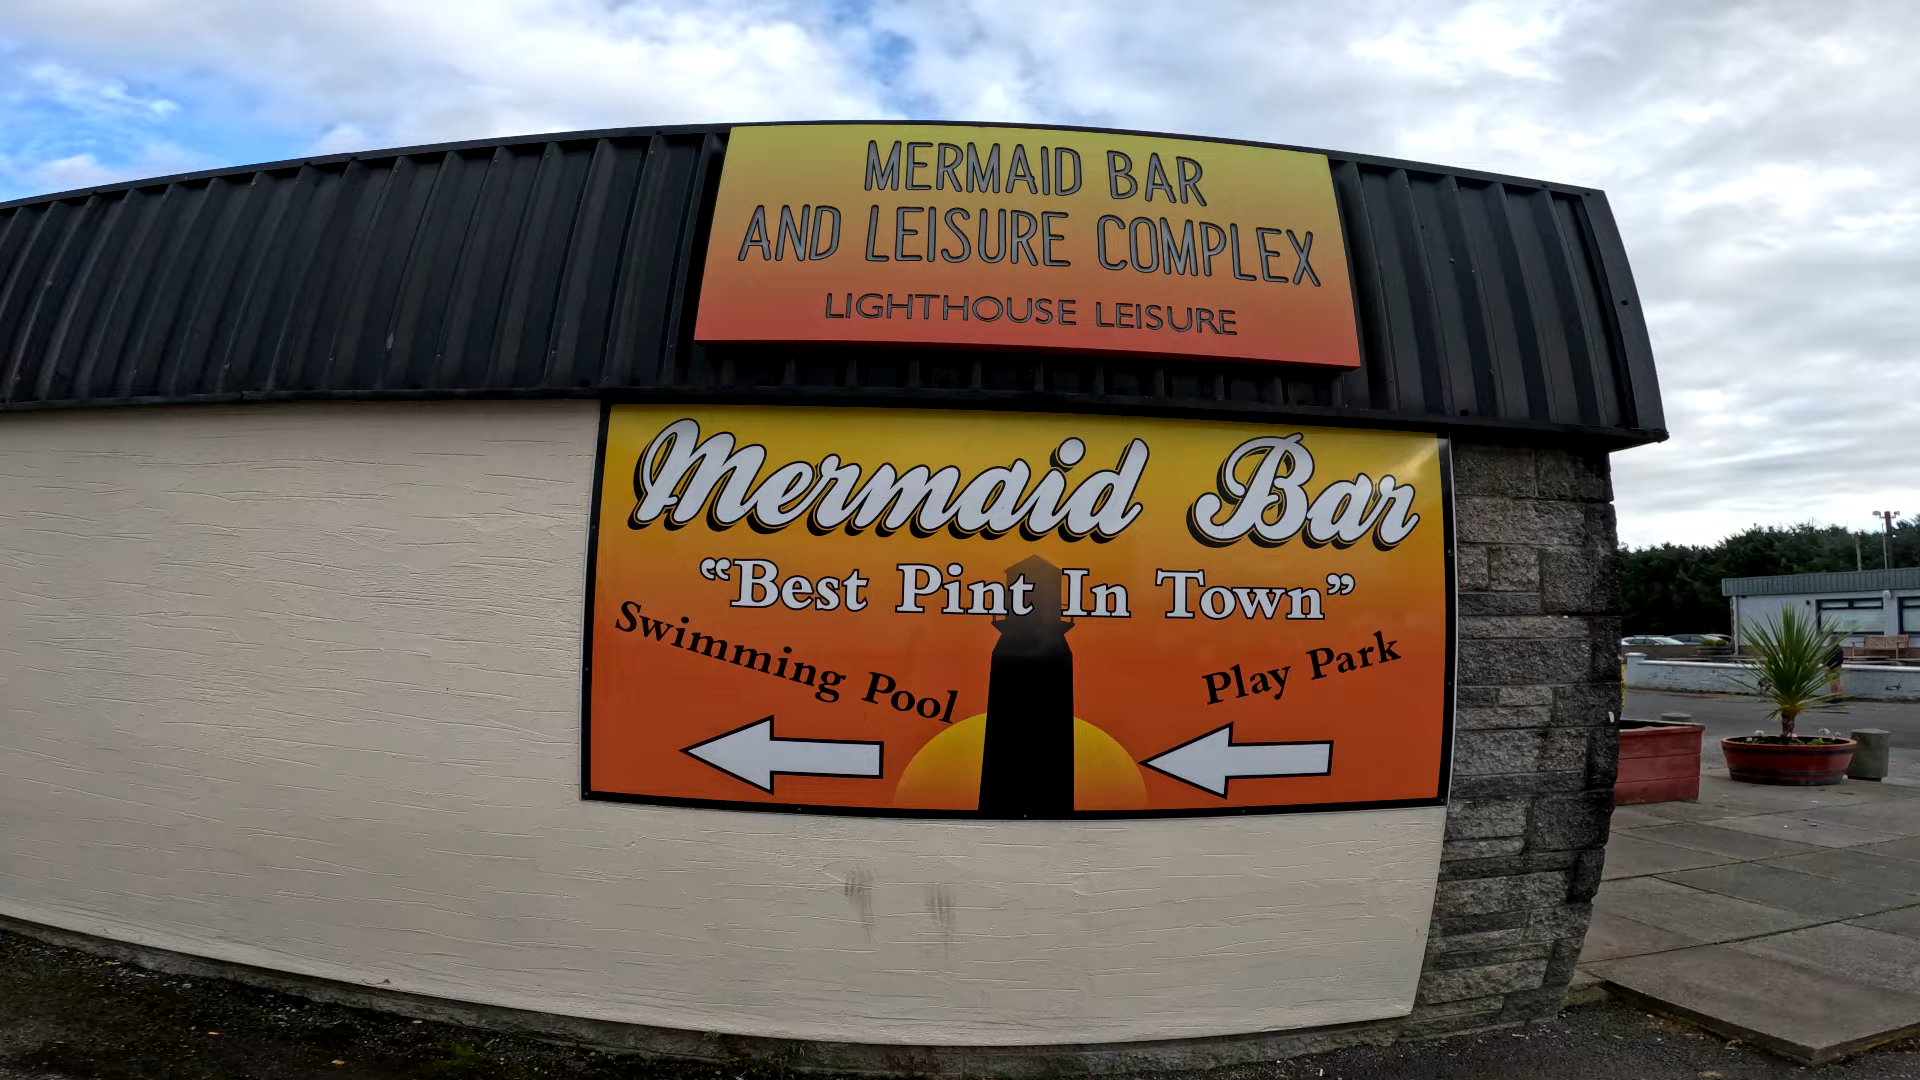 MERMAID BAR
AND LEISURE COMPLEX
LIGHTHOUSE LEISURE
Mermaid Bar
“Best Pint In Town”
Swimming Pool
Play Park